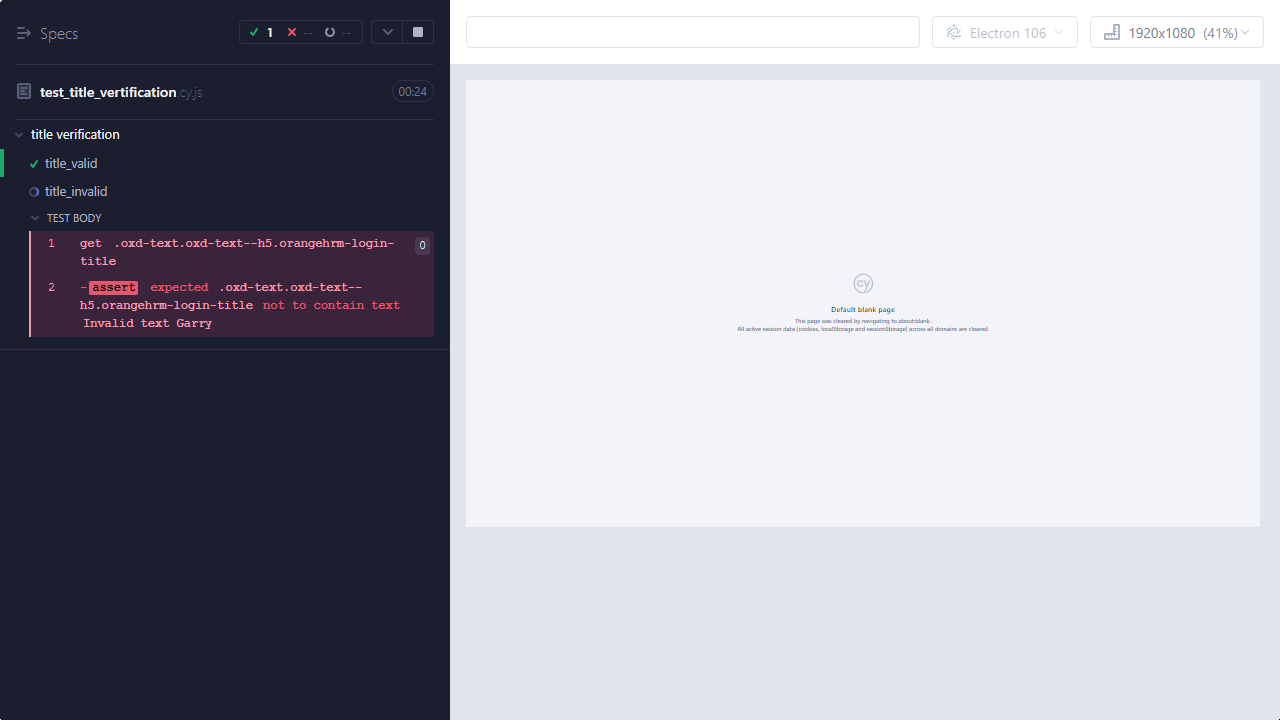 Specs
1 -- --
test_title_vertification.cy.js 00:24
title verification
title_valid
title_invalid
TEST BODY
1 get .oxd-text.oxd-text--h5.orangehrm-login- 0
title
2 -assert expected .oxd-text.oxd-text--
h5.orangehrm-login-title not to contain text
Invalid text Garry
Electron 106
1920x1080 (41%)
cy
Default blank page
This page was cleared by navigating to about:blank.
All active session data (cookies, localStorage and sessionStorage) across all domains are cleared.